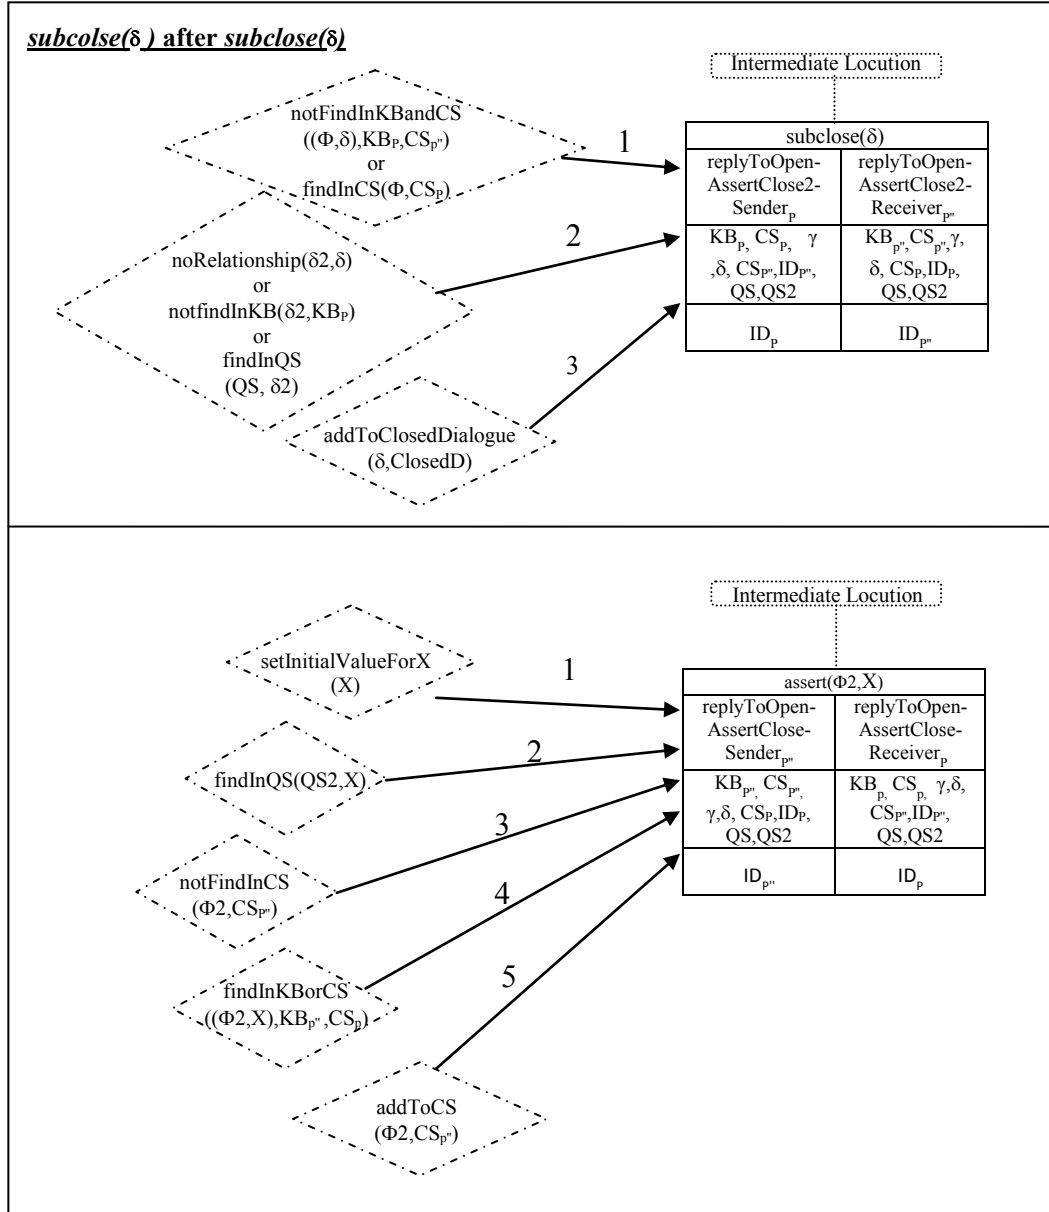 subcolse(δ ) after subclose(δ)
Intermediate Locution
notFindInKBandCS
((Φ,δ),KBP,CSp'')
or
findInCS(Φ,CSP)
1
subclose(δ)
replyToOpen-
AssertClose2-
SenderP
replyToOpen-
AssertClose2-
ReceiverP''
KBP, CSP, γ
,δ, CSP'',IDP'',
QS,QS2
KBp'',CSp'',γ,
δ, CSP,IDP,
QS,QS2
IDP
IDP''
2
noRelationship(δ2,δ)
or
notfindInKB(δ2,KBP)
or
findInQS
(QS, δ2)
3
addToClosedDialogue
(δ,ClosedD)
Intermediate Locution
setInitialValueForX
(X)
1
assert(Φ2,X)
replyToOpen-
AssertClose-
SenderP''
replyToOpen-
AssertClose-
ReceiverP
KBP'', CSP'',
γ,δ, CSP,IDP,
QS,QS2
KBp, CSp, γ,δ,
CSP'',IDP'',
QS,QS2
IDP''
IDP
findInQS(QS2,X)
2
notFindInCS
(Φ2,CSP'')
3
findInKBorCS
((Φ2,X),KBp'',CSp)
4
addToCS
(Φ2,CSp'')
5